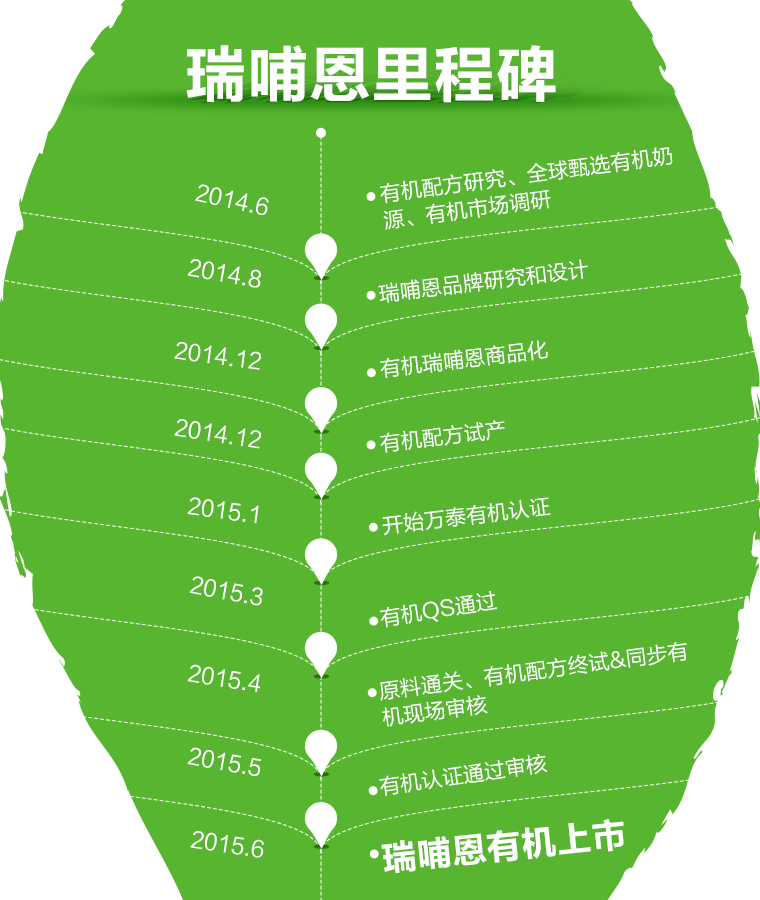 瑞哺恩里程碑
2014.6
有机配方研究、全球甄选有机奶
源、有机市场调研
2014.8
瑞哺恩品牌研究和设计
2014.12
有机瑞哺恩商品化
2014.12
有机配方试产
2015.1
开始万泰有机认证
2015.3
有机QS通过
2015.4
原料通关、有机配方终试&同步有
机现场审核
2015.5
有机认证通过审核
2015.6
瑞哺恩有机上市